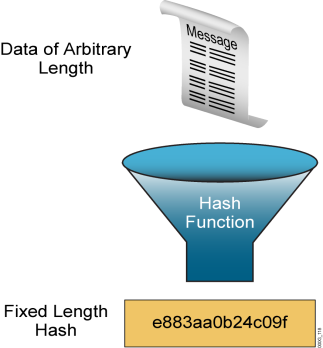 Data of Arbitrary
Length
Message
Hash
Function
Fixed Length
Hash
e883aa0b24c09f